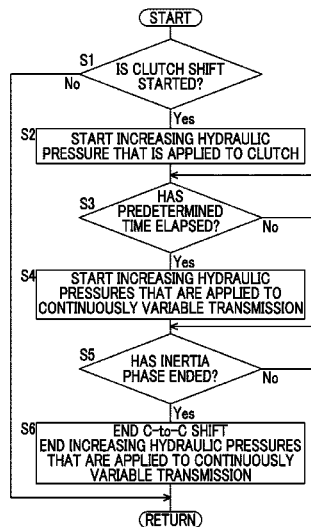 START
S1
IS CLUTCH SHIFT
STARTED?
No
Yes
S2
START INCREASING HYDRAULIC
PRESSURE THAT IS APPLIED TO CLUTCH
S3
HAS
PREDETERMINED
TIME ELAPSED?
No
Yes
S4
START INCREASING HYDRAULIC
PRESSURES THAT ARE APPLIED TO
CONTINUOUSLY VARIABLE TRANSMISSION
S5
HAS INERTIA
PHASE ENDED?
No
Yes
S6
END C-to-C SHIFT
END INCREASING HYDRAULIC PRESSURES
THAT ARE APPLIED TO CONTINUOUSLY
VARIABLE TRANSMISSION
RETURN